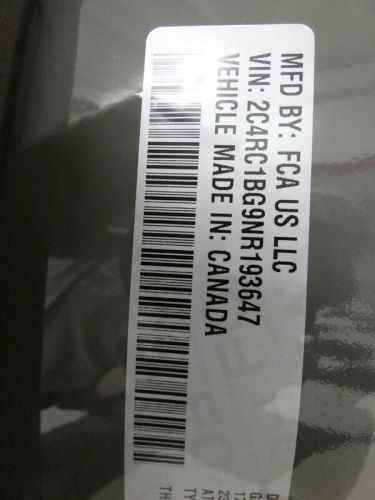 MFD BY: FCA US LLC
VIN: 2C4RC1BG9NR193647
VEHICLE MADE IN: CANADA